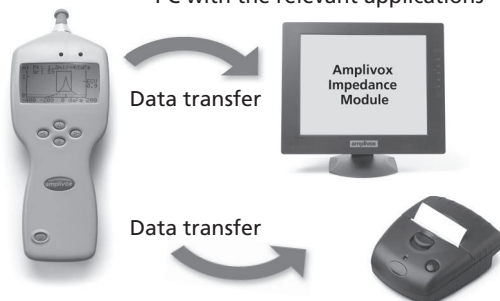 PC with the relevant applications
Data transfer
Amplivox
Impedance
Module
amplivox
amplivox
Data transfer